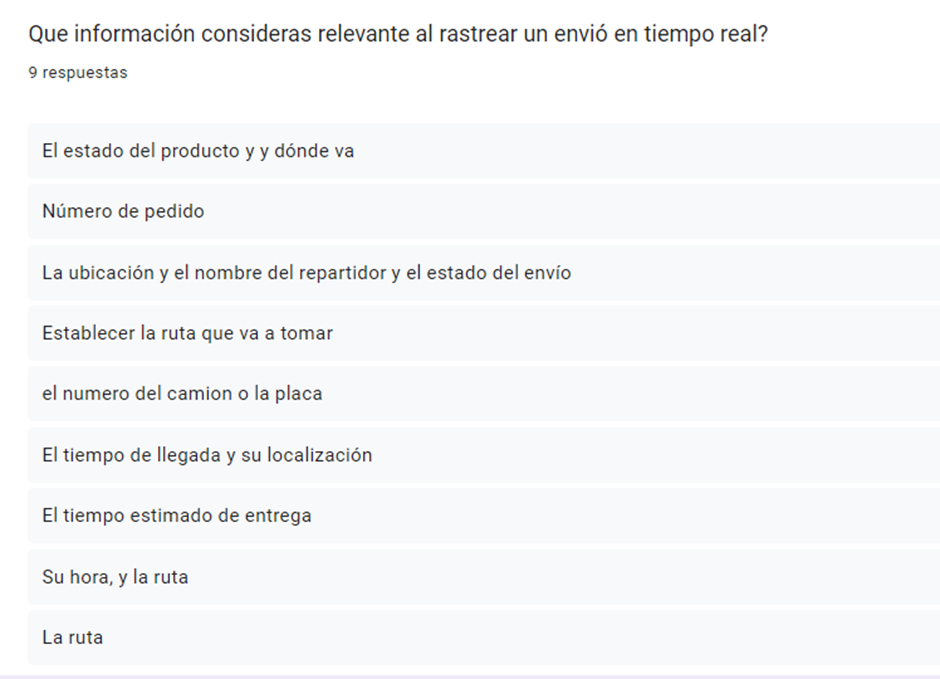 Que información consideras relevante al rastrear un envió en tiempo real?
9 respuestas
El estado del producto y y dónde va
Número de pedido
La ubicación y el nombre del repartidor y el estado del envío
Establecer la ruta que va a tomar
el numero del camion o la placa
El tiempo de llegada y su localización
El tiempo estimado de entrega
Su hora, y la ruta
La ruta